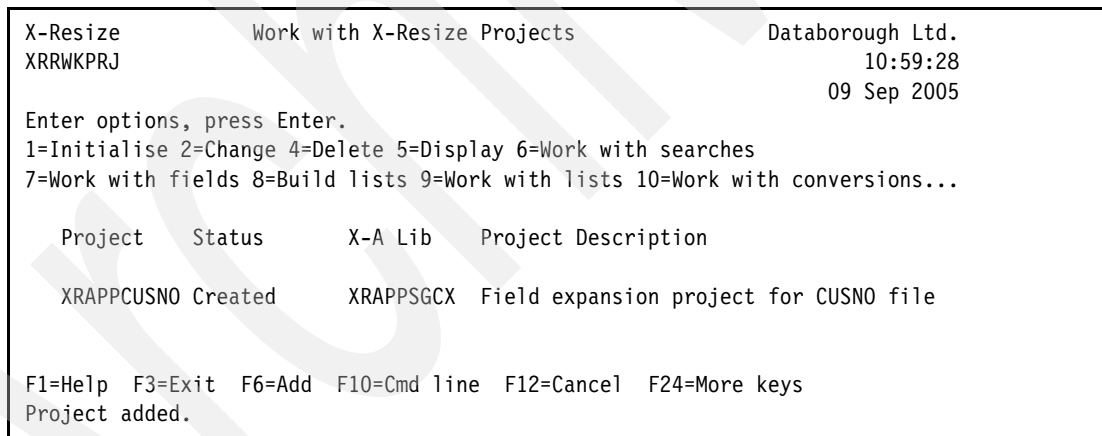 X-Resize Work with X-Resize Projects Databorough Ltd.
XRRWKPRJ 10:59:28
09 Sep 2005
Enter options, press Enter.
1=Initialise 2=Change 4=Delete 5=Display 6=Work with searches
7=Work with fields 8=Build lists 9=Work with lists 10=Work with conversions...
Project Status X-A Lib Project Description
XRAPPCUSNO Created XRAPPSGCX Field expansion project for CUSNO file
F1=Help F3=Exit F6=Add F10=Cmd line F12=Cancel F24=More keys
Project added.